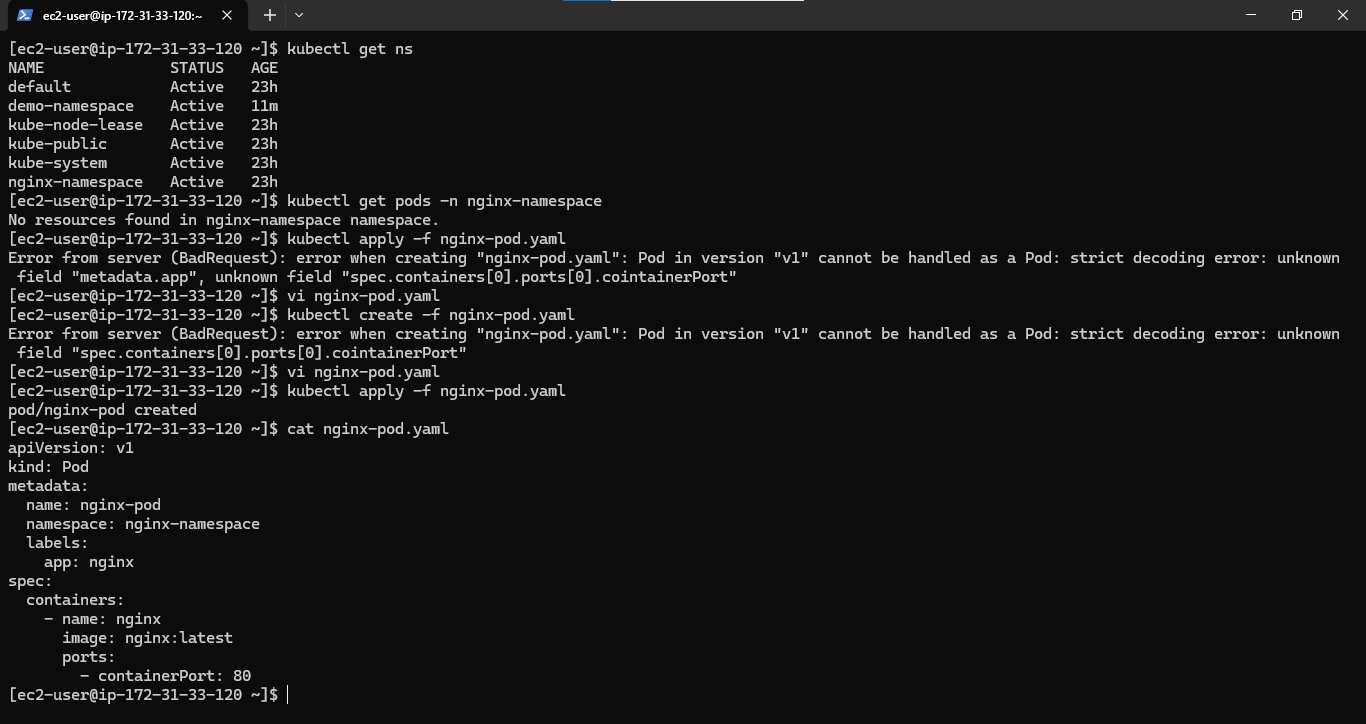 ec2-user@ip-172-31-33-120:~
[ec2-user@ip-172-31-33-120 ~]$ kubectl get ns
NAME              STATUS   AGE
default           Active   23h
demo-namespace    Active   11m
kube-node-lease   Active   23h
kube-public       Active   23h
kube-system       Active   23h
nginx-namespace   Active   23h
[ec2-user@ip-172-31-33-120 ~]$ kubectl get pods -n nginx-namespace
No resources found in nginx-namespace namespace.
[ec2-user@ip-172-31-33-120 ~]$ kubectl apply -f nginx-pod.yaml
Error from server (BadRequest): error when creating "nginx-pod.yaml": Pod in version "v1" cannot be handled as a Pod: strict decoding error: unknown
 field "metadata.app", unknown field "spec.containers[0].ports[0].cointainerPort"
[ec2-user@ip-172-31-33-120 ~]$ vi nginx-pod.yaml
[ec2-user@ip-172-31-33-120 ~]$ kubectl create -f nginx-pod.yaml
Error from server (BadRequest): error when creating "nginx-pod.yaml": Pod in version "v1" cannot be handled as a Pod: strict decoding error: unknown
 field "spec.containers[0].ports[0].cointainerPort"
[ec2-user@ip-172-31-33-120 ~]$ vi nginx-pod.yaml
[ec2-user@ip-172-31-33-120 ~]$ kubectl apply -f nginx-pod.yaml
pod/nginx-pod created
[ec2-user@ip-172-31-33-120 ~]$ cat nginx-pod.yaml
apiVersion: v1
kind: Pod
metadata:
  name: nginx-pod
  namespace: nginx-namespace
  labels:
    app: nginx
spec:
  containers:
    - name: nginx
      image: nginx:latest
      ports:
        - containerPort: 80
[ec2-user@ip-172-31-33-120 ~]$